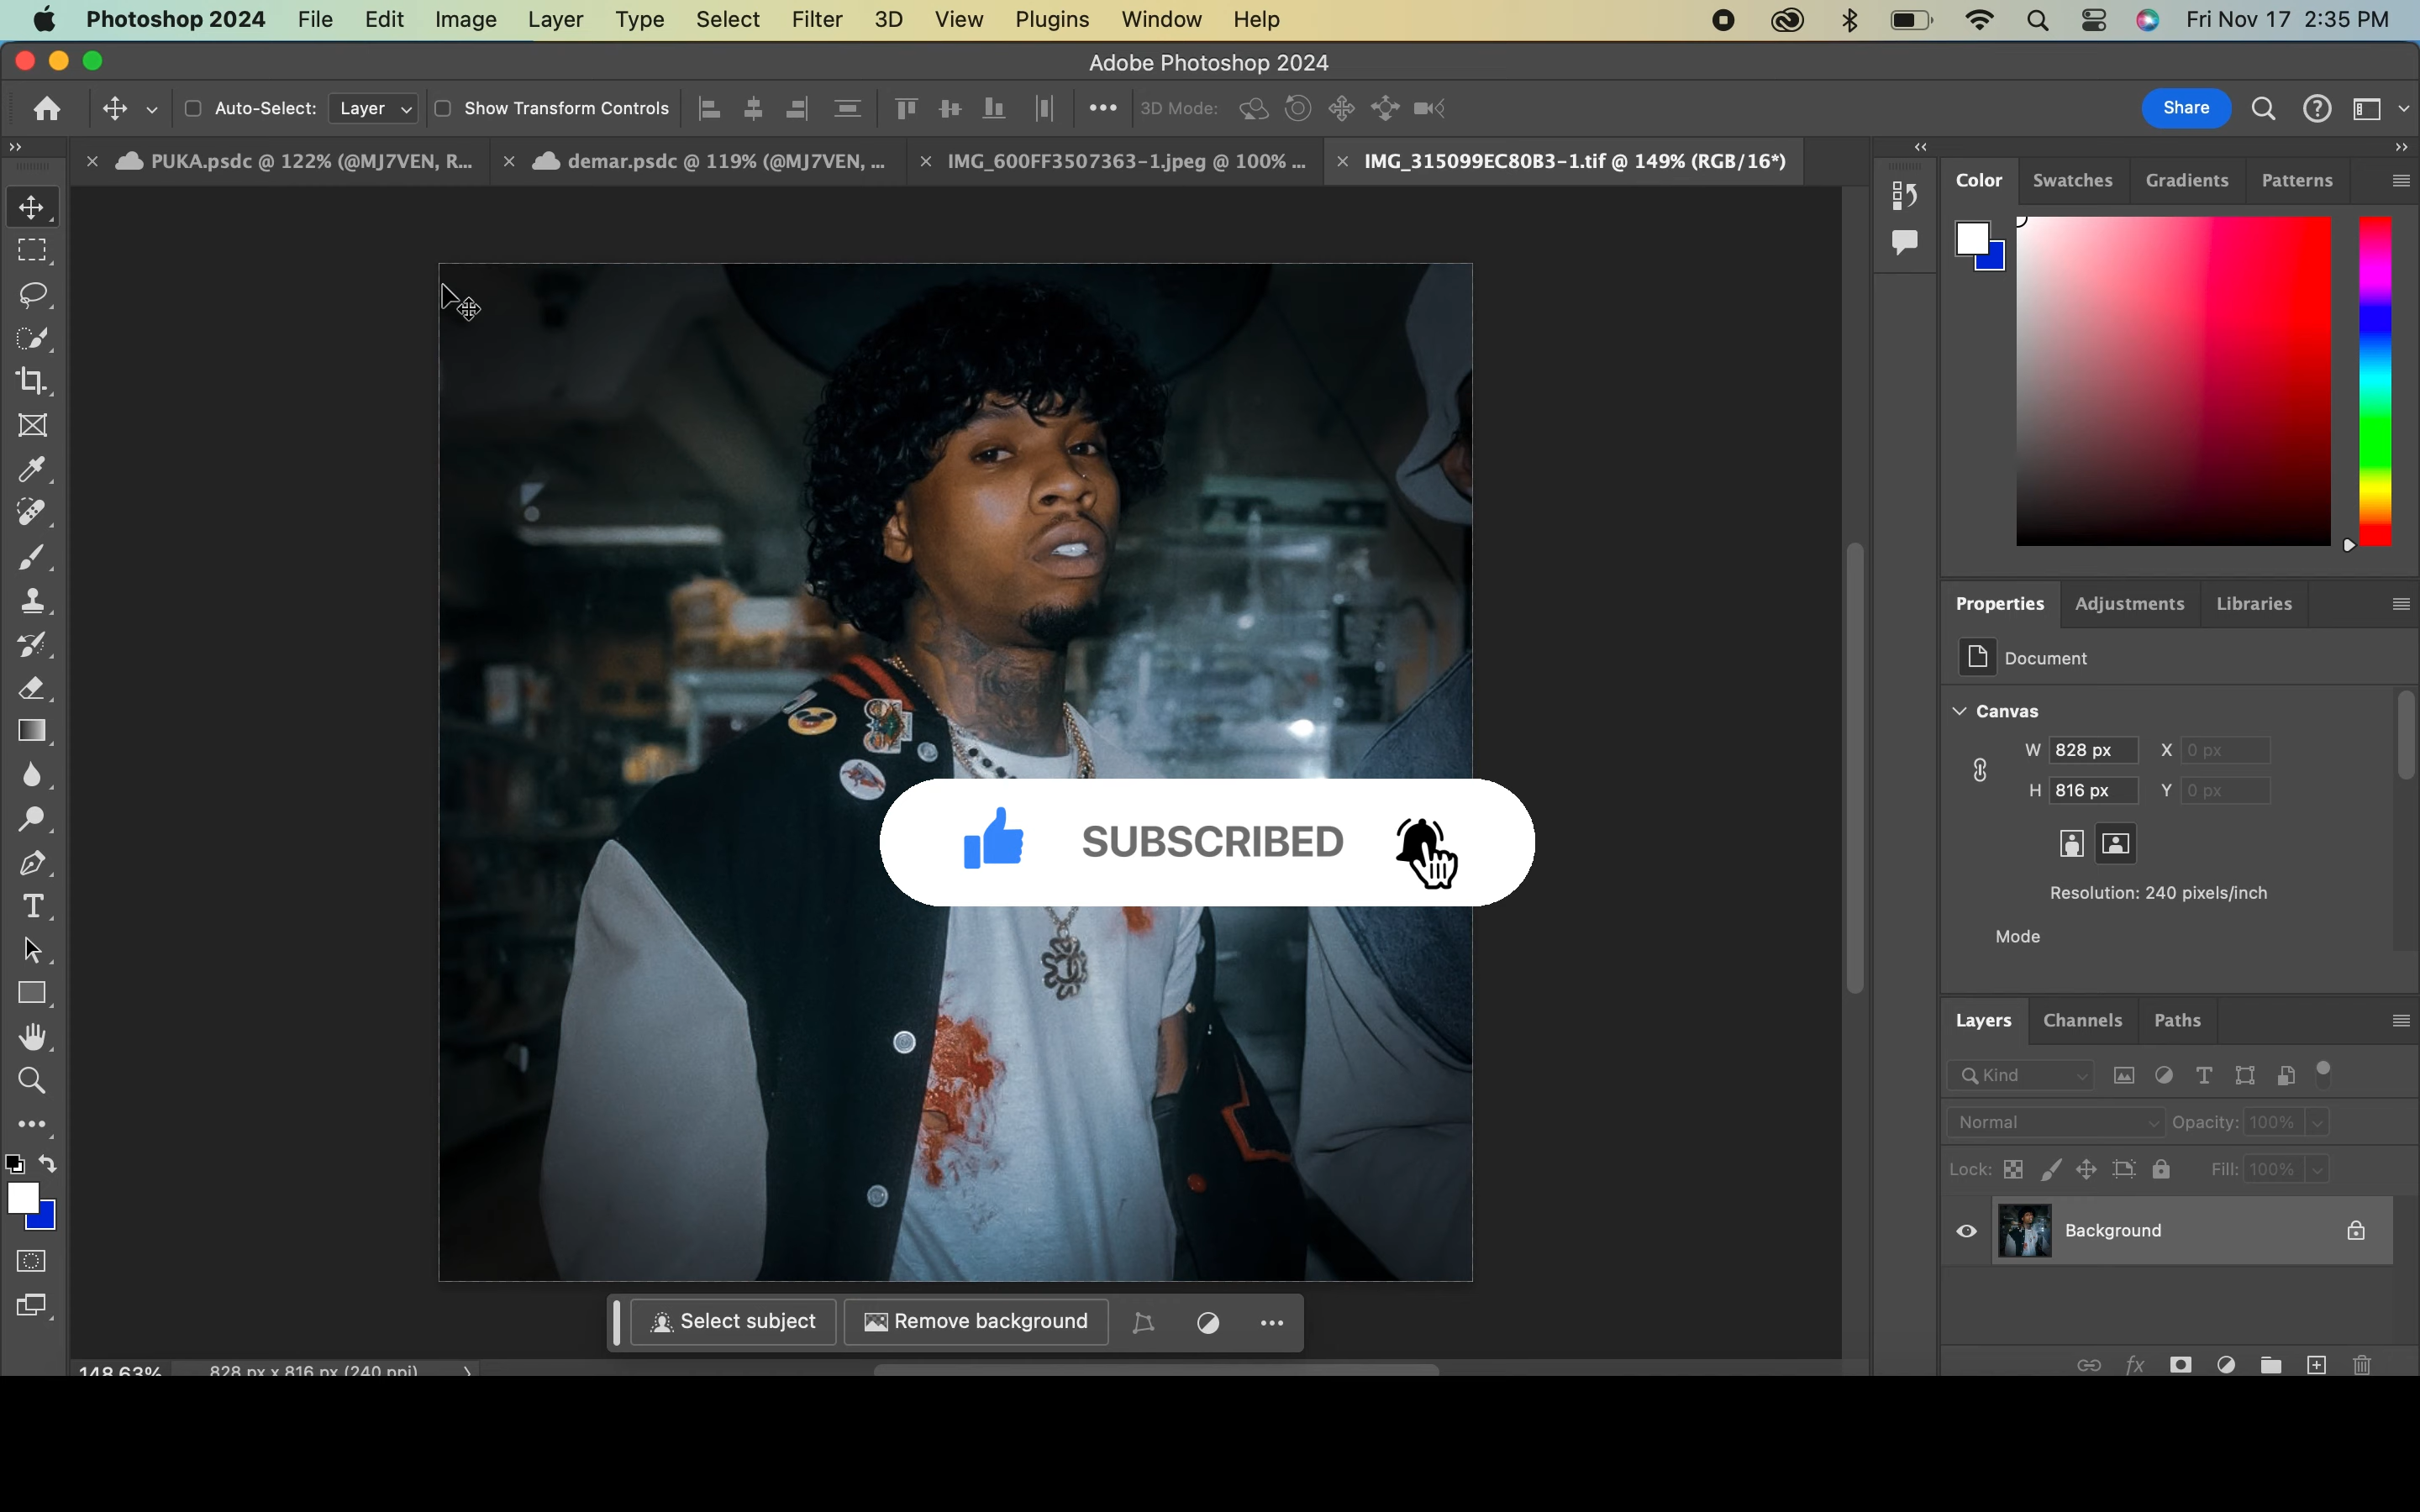 Photoshop 2024 File Edit Image Layer Type Select Filter 3D View Plugins Window Help Fri Nov 17 2:35 PM
Adobe Photoshop 2024
Auto-Select: Layer Show Transform Controls 3D Mode: Share
PUKA.psdc @ 122% (@MJ7VEN, R... demar.psdc @ 119% (@MJ7VEN, ... IMG_600FF3507363-1.jpeg @ 100% ... IMG_315099EC80B3-1.tif @ 149% (RGB/16*)
Color Swatches Gradients Patterns
Properties Adjustments Libraries
Document
Canvas
W 828 px X 0 px
H 816 px Y 0 px
SUBSCRIBED
Resolution: 240 pixels/inch
Mode
Layers Channels Paths
Kind
Normal Opacity: 100%
Lock: Fill: 100%
Background
Select subject Remove background
148.63% 828 px x 816 px (240 ppi)